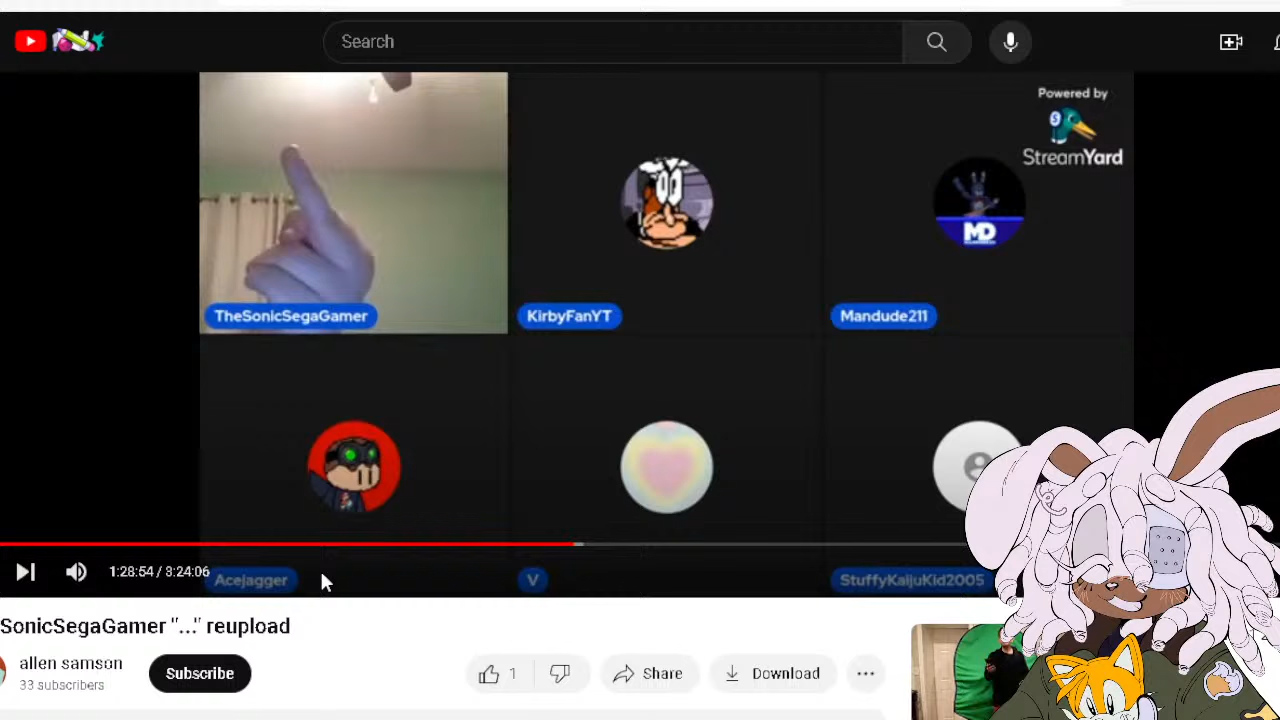 Search
Powered by
StreamYard
MD
TheSonicSegaGamer
KirbyFanYT
Mandude211
1:28:54 / 3:24:06
Acejagger
V
StuffyKaijuKid2005
SonicSegaGamer "..." reupload
allen samson
33 subscribers
Subscribe
1
Share
Download